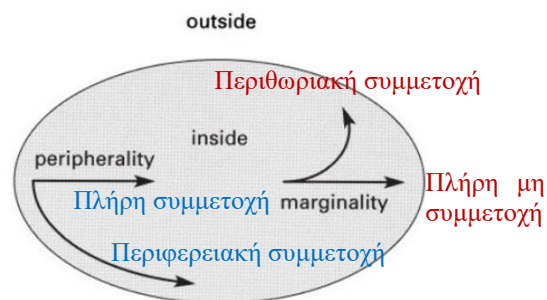 outside
Περιθωριακή συμμετοχή
inside
peripherality
Πλήρη συμμετοχή
marginality
Πλήρη μη
συμμετοχή
Περιφερειακή συμμετοχή